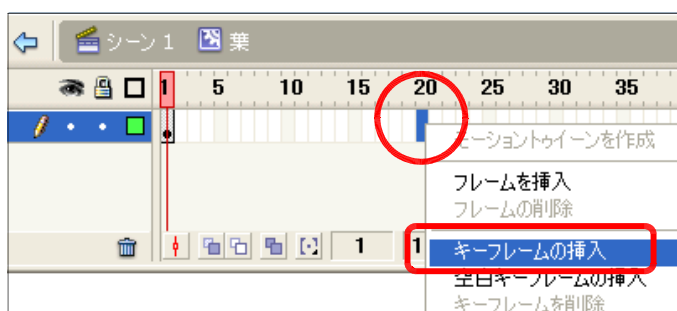 シーン 1 葉
1 5 10 15 20 25 30 35
モーショントゥイーンを作成
フレームを挿入
フレームの削除
1 1 キーフレームの挿入
空白キーフレームの挿入
キーフレームを削除